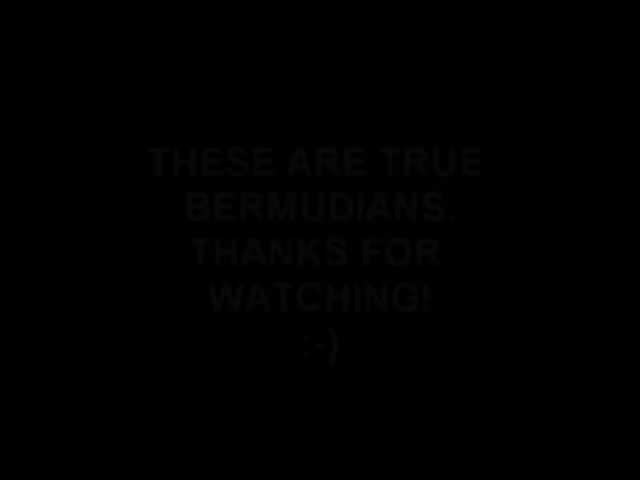 THESE ARE TRUE
BERMUDIANS.
THANKS FOR
WATCHING!
:-)